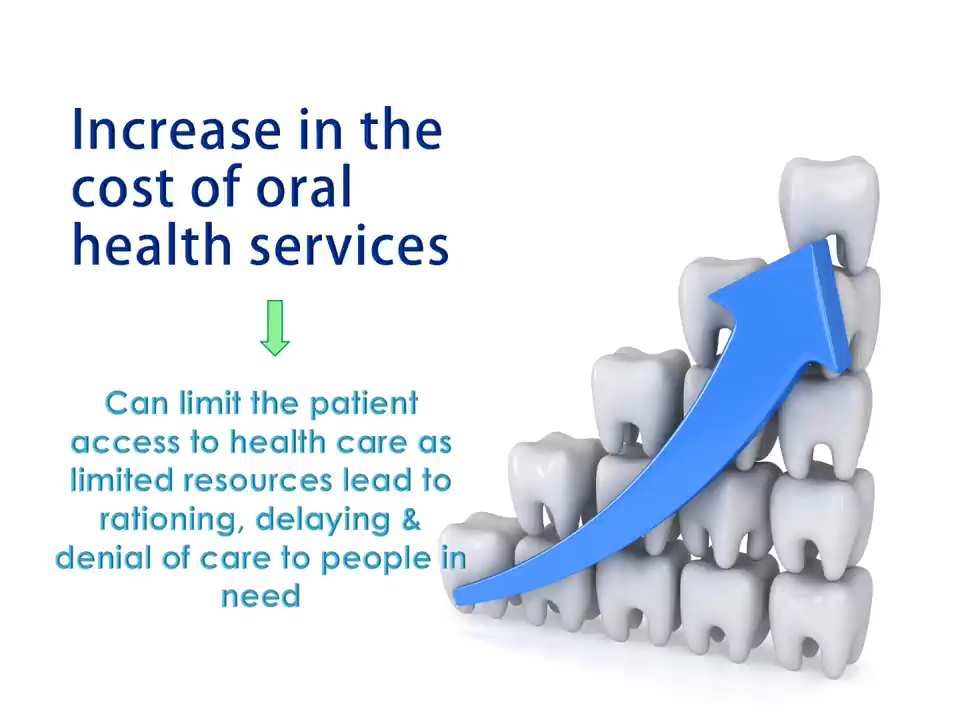 Increase in the
cost of oral
health services
Can limit the patient
access to health care as
limited resources lead to
rationing, delaying &
denial of care to people in
need